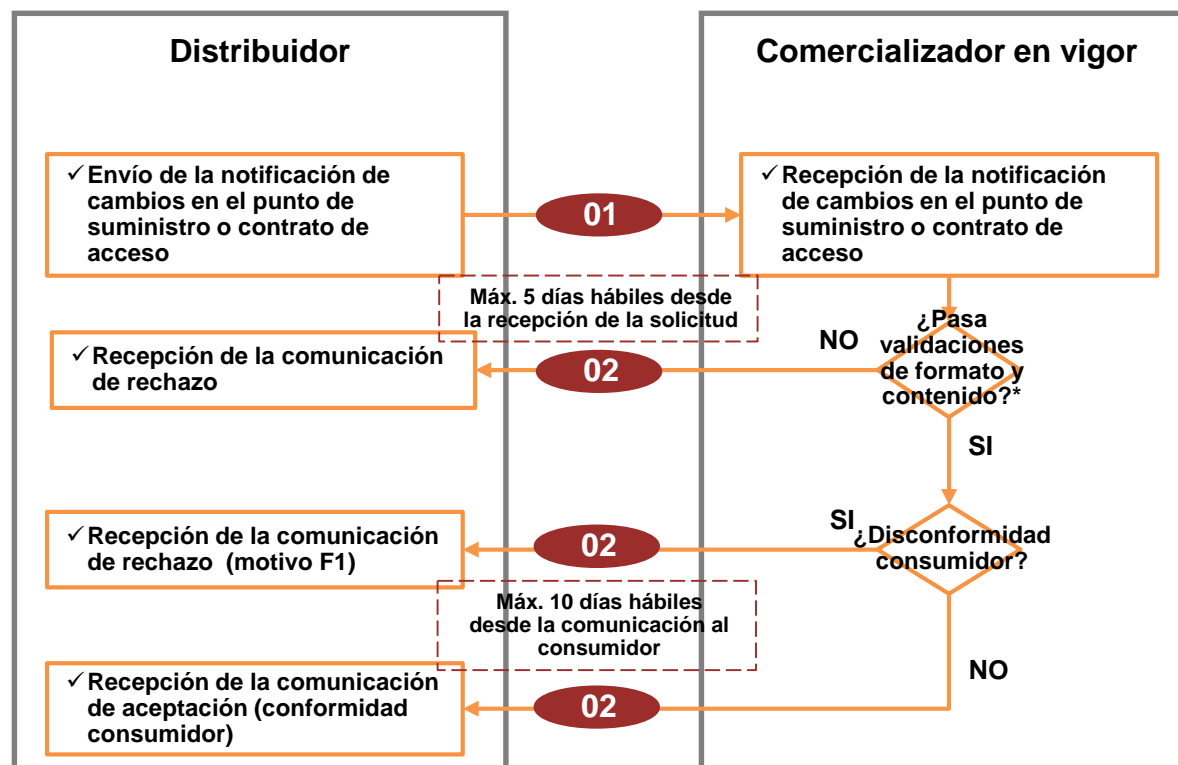 Distribuidor
Comercializador en vigor
✓ Envío de la notificación de
cambios en el punto de
suministro o contrato de
acceso
01
✓ Recepción de la notificación
de cambios en el punto de
suministro o contrato de
acceso
Máx. 5 días hábiles desde
la recepción de la solicitud
✓ Recepción de la comunicación
de rechazo
02
NO
¿Pasa
validaciones
de formato y
contenido?*
SI
✓ Recepción de la comunicación
de rechazo (motivo F1)
02
SI
¿Disconformidad
consumidor?
Máx. 10 días hábiles
desde la comunicación al
consumidor
NO
✓ Recepción de la comunicación
de aceptación (conformidad
consumidor)
02